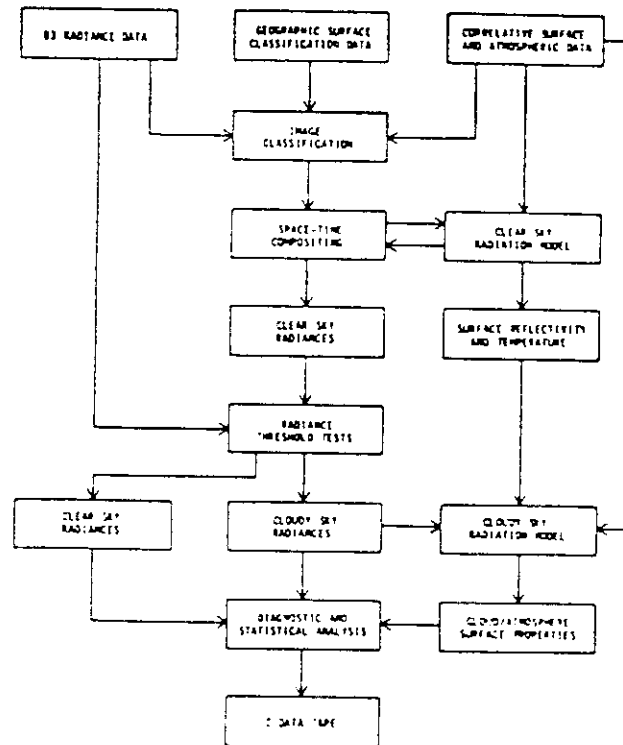 B3 RADIANCE DATA
GEOGRAPHIC SURFACE
CLASSIFICATION DATA
CORRELATIVE SURFACE
AND ATMOSPHERIC DATA
IMAGE
CLASSIFICATION
SPACE-TIME
COMPOSITING
CLEAR SKY
RADIATION MODEL
CLEAR SKY
RADIANCES
SURFACE REFLECTIVITY
AND TEMPERATURE
RADIANCE
THRESHOLD TESTS
CLEAR SKY
RADIANCES
CLOUDY SKY
RADIANCES
CLOUDY SKY
RADIATION MODEL
DIAGNOSTIC AND
STATISTICAL ANALYSIS
CLOUD/ATMOSPHERE
SURFACE PROPERTIES
DATA TAPE